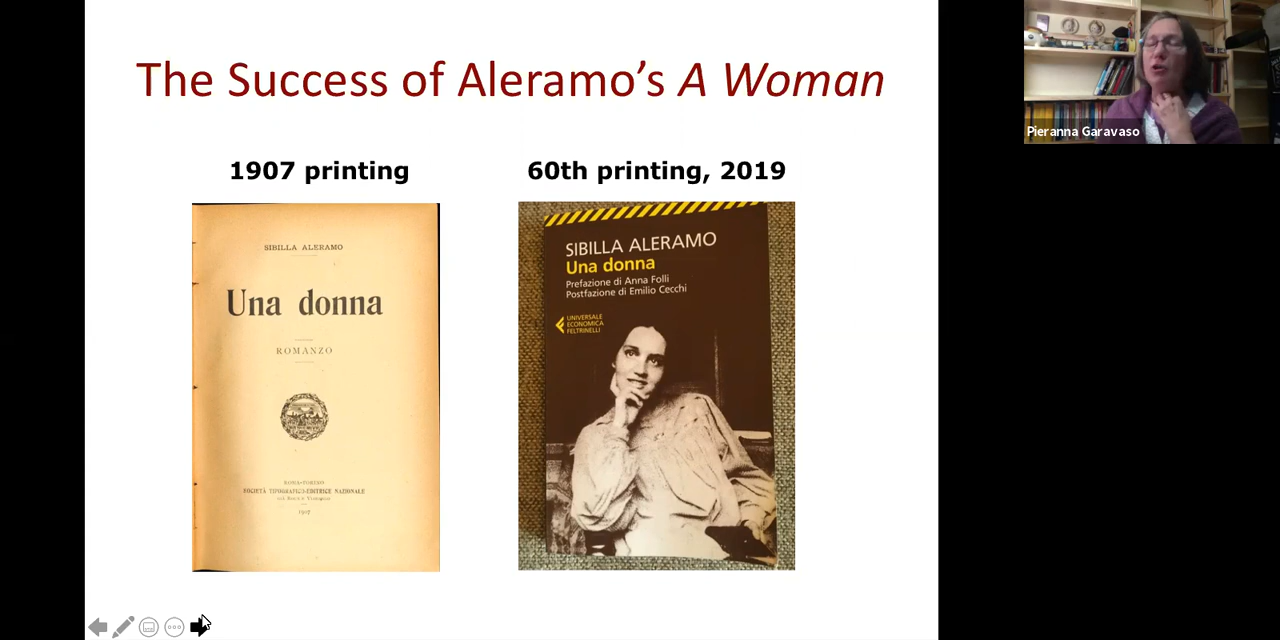 The Success of Aleramo's A Woman
Pieranna Garavaso
1907 printing
60th printing, 2019
SIBILLA ALERAMO
Una donna
ROMANZO
ROMA-TORINO
SOCIETÀ TIPOGRAFICO-EDITRICE NAZIONALE
1907
SIBILLA ALERAMO
Una donna
Prefazione di Anna Folli
Postfazione di Emilio Cecchi
UNIVERSALE
ECONOMICA
FELTRINELLI